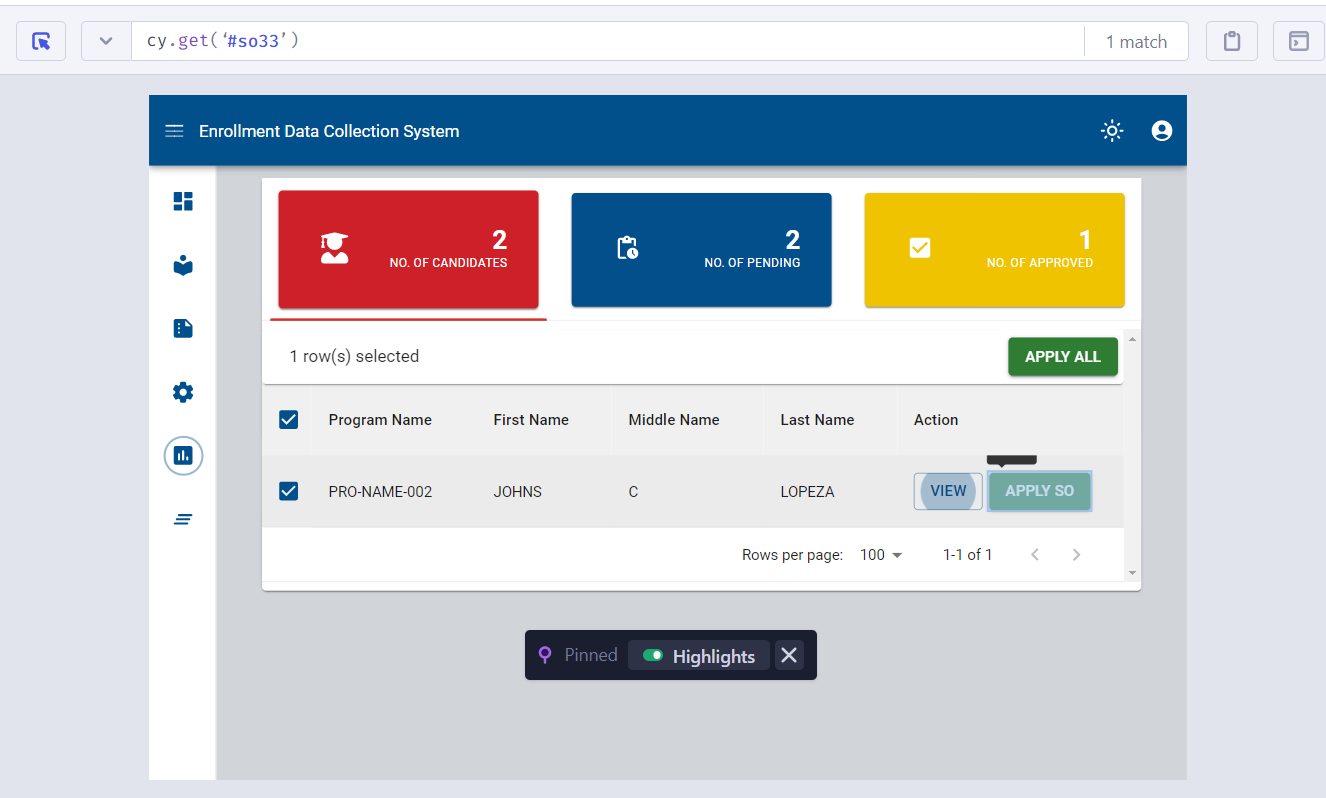 cy.get(‘#so33’)
1 match
Enrollment Data Collection System
2
NO. OF CANDIDATES
2
NO. OF PENDING
1
NO. OF APPROVED
1 row(s) selected
APPLY ALL
Program Name First Name Middle Name Last Name Action
PRO-NAME-002 JOHNS C LOPEZA VIEW APPLY SO
Rows per page: 100 1-1 of 1
Pinned Highlights